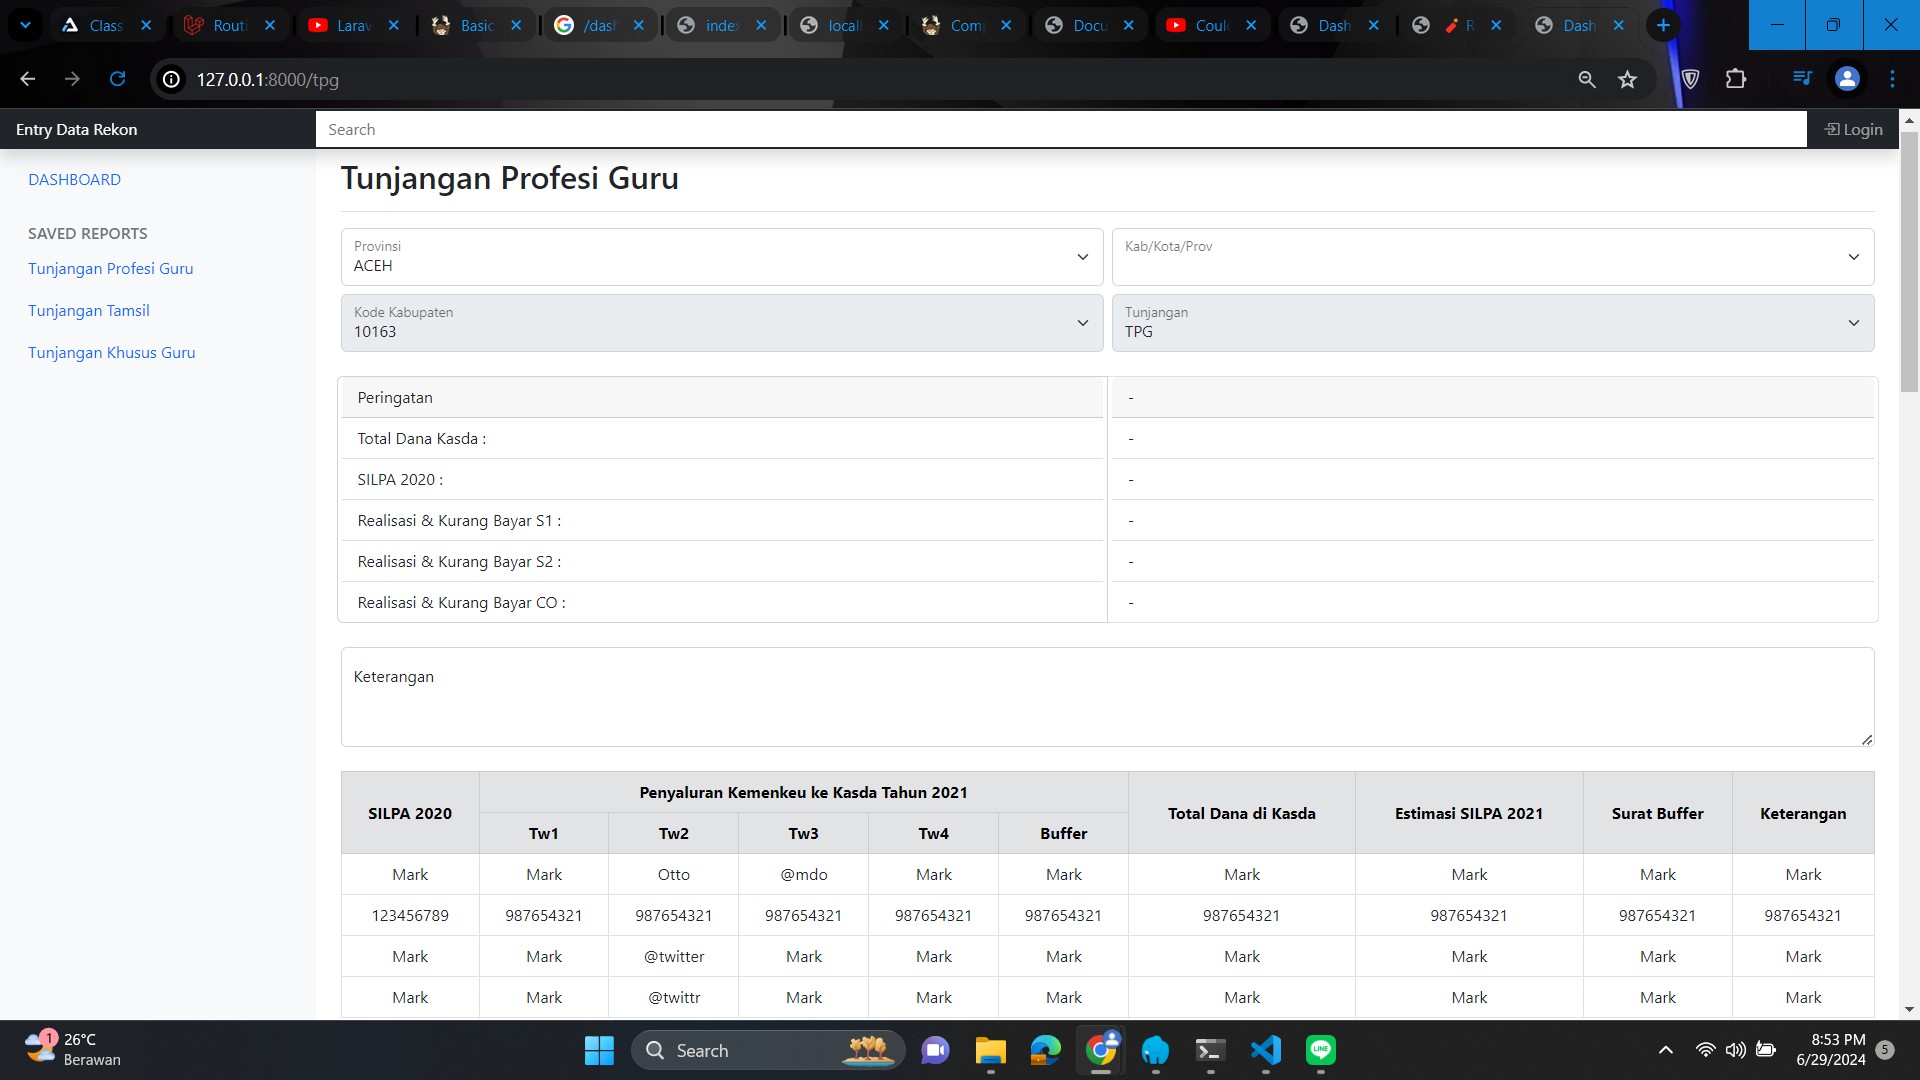 Class
Routi
Larav
Basic
/dash
index
locall
Com
Docu
Coul
Dash
R
Dash
127.0.0.1:8000/tpg
Entry Data Rekon
Search
Login
DASHBOARD
SAVED REPORTS
Tunjangan Profesi Guru
Tunjangan Tamsil
Tunjangan Khusus Guru
Tunjangan Profesi Guru
Provinsi
ACEH
Kab/Kota/Prov
Kode Kabupaten
10163
Tunjangan
TPG
Peringatan -
Total Dana Kasda : -
SILPA 2020 : -
Realisasi & Kurang Bayar S1 : -
Realisasi & Kurang Bayar S2 : -
Realisasi & Kurang Bayar CO : -
Keterangan
SILPA 2020 Penyaluran Kemenkeu ke Kasda Tahun 2021 Total Dana di Kasda Estimasi SILPA 2021 Surat Buffer Keterangan
Tw1 Tw2 Tw3 Tw4 Buffer
Mark Mark Otto @mdo Mark Mark Mark Mark Mark Mark
123456789 987654321 987654321 987654321 987654321 987654321 987654321 987654321 987654321 987654321
Mark Mark @twitter Mark Mark Mark Mark Mark Mark Mark
Mark Mark @twittr Mark Mark Mark Mark Mark Mark Mark
1
26°C
Berawan
Search
LINE
8:53 PM
6/29/2024
5